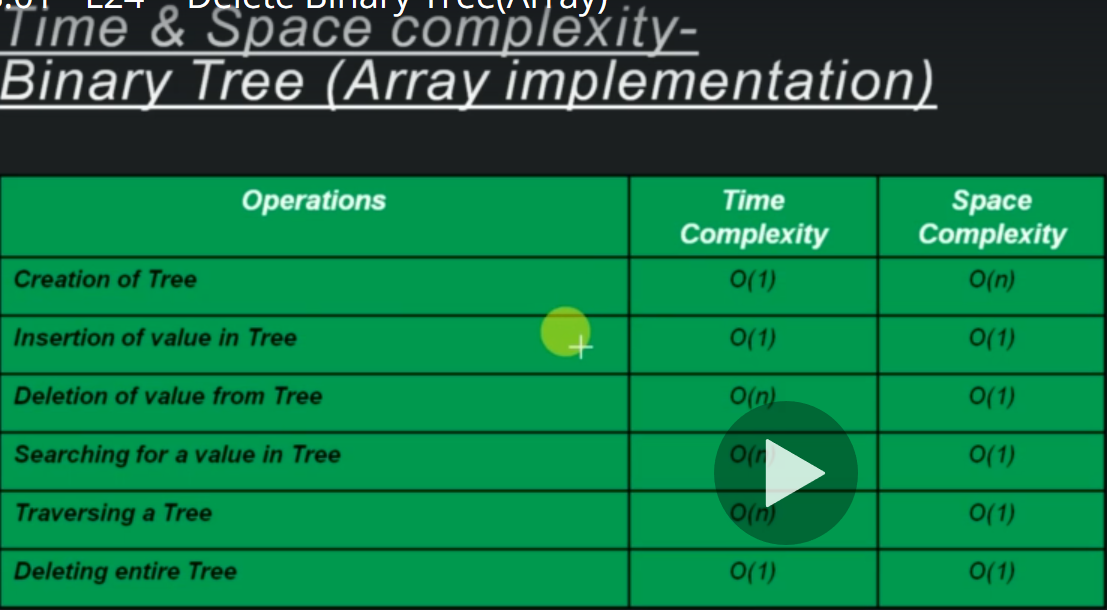 L24 - Delete Binary Tree(Array)
Time & Space complexity-
Binary Tree (Array implementation)
Operations Time Complexity Space Complexity
Creation of Tree O(1) O(n)
Insertion of value in Tree O(1) O(1)
Deletion of value from Tree O(n) O(1)
Searching for a value in Tree O(n) O(1)
Traversing a Tree O(n) O(1)
Deleting entire Tree O(1) O(1)